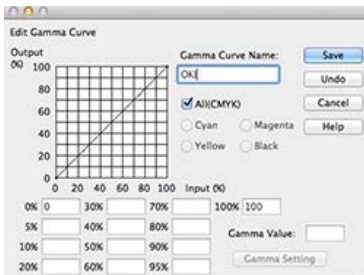 Edit Gamma Curve
Output (%)
100
80
60
40
20
0
0 20 40 60 80 100 Input (%)
Gamma Curve Name:
OKI
All(CMYK)
Cyan Magenta
Yellow Black
Save
Undo
Cancel
Help
0% 0 30% 70% 100% 100
5% 40% 80% Gamma Value:
10% 50% 90%
20% 60% 95% Gamma Setting